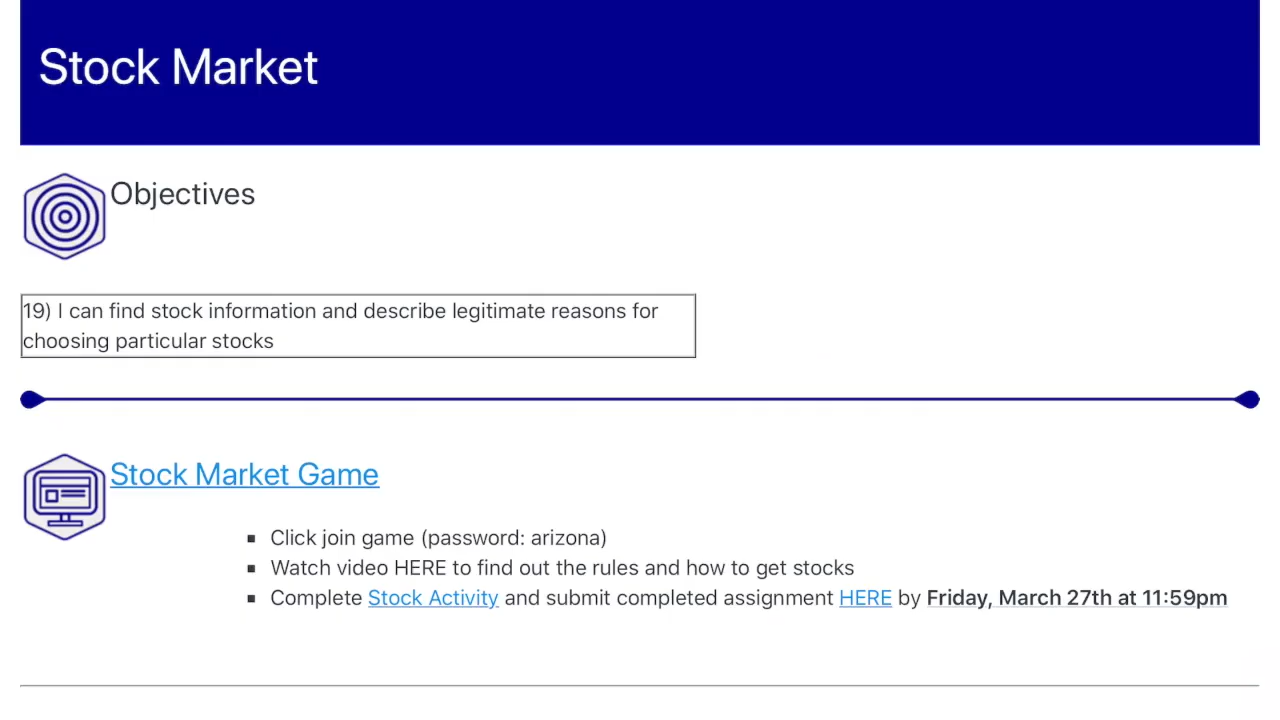 Stock Market
Objectives
19) I can find stock information and describe legitimate reasons for
choosing particular stocks
Stock Market Game
Click join game (password: arizona)
Watch video HERE to find out the rules and how to get stocks
Complete Stock Activity and submit completed assignment HERE by Friday, March 27th at 11:59pm